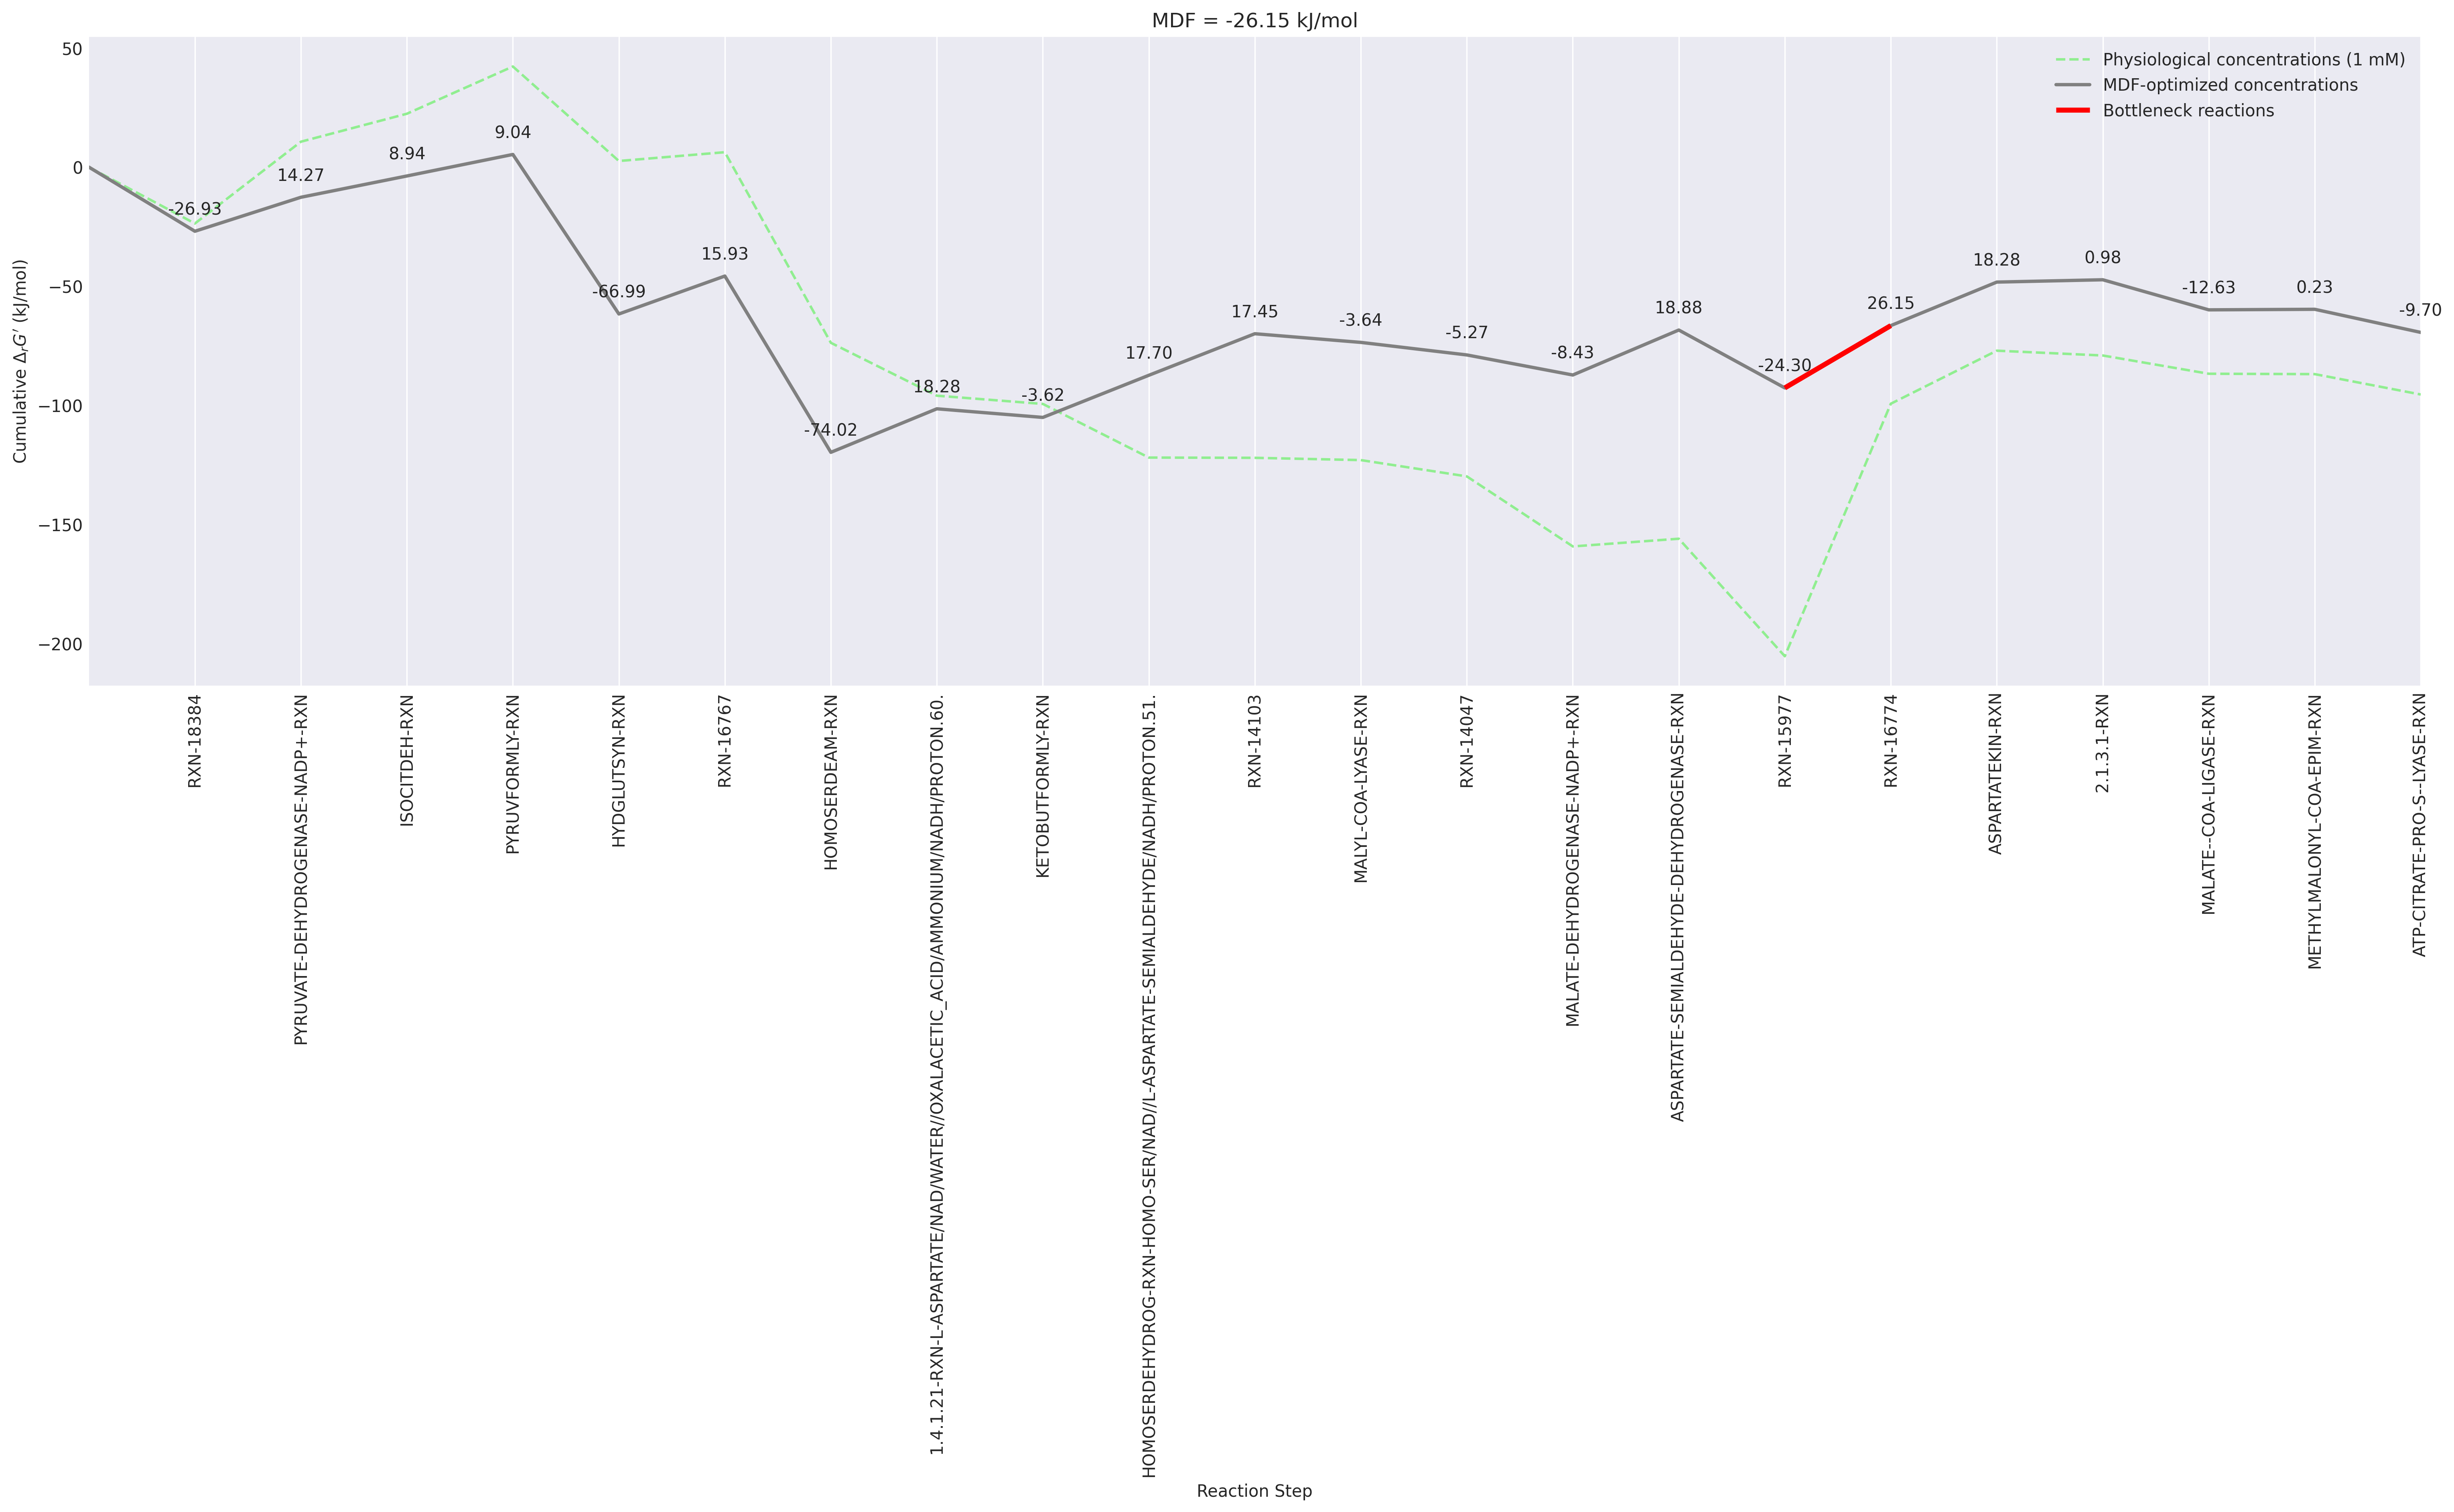 MDF = -26.15 kJ/mol
Physiological concentrations (1 mM)
MDF-optimized concentrations
Bottleneck reactions
Cumulative ΔrG′ (kJ/mol)
50
0
−50
−100
−150
−200
-26.93
14.27
8.94
9.04
-66.99
15.93
-74.02
18.28
-3.62
17.70
17.45
-3.64
-5.27
-8.43
18.88
-24.30
26.15
18.28
0.98
-12.63
0.23
-9.70
RXN-18384
PYRUVATE-DEHYDROGENASE-NADP+-RXN
ISOCITDEH-RXN
PYRUVFORMLY-RXN
HYDGLUTSYN-RXN
RXN-16767
HOMOSERDEAM-RXN
1.4.1.21-RXN-L-ASPARTATE/NAD/WATER//OXALACETIC_ACID/AMMONIUM/NADH/PROTON.60.
KETOBUTFORMLY-RXN
HOMOSERDEHYDROG-RXN-HOMO-SER/NAD//L-ASPARTATE-SEMIALDEHYDE/NADH/PROTON.51.
RXN-14103
MALYL-COA-LYASE-RXN
RXN-14047
MALATE-DEHYDROGENASE-NADP+-RXN
ASPARTATE-SEMIALDEHYDE-DEHYDROGENASE-RXN
RXN-15977
RXN-16774
ASPARTATEKIN-RXN
2.1.3.1-RXN
MALATE--COA-LIGASE-RXN
METHYLMALONYL-COA-EPIM-RXN
ATP-CITRATE-PRO-S--LYASE-RXN
Reaction Step